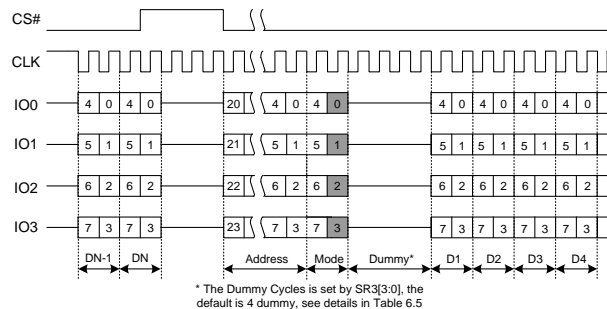 CS#
CLK
IO0 4 0 4 0 20 4 0 4 0 4 0 4 0 4 0 4 0
IO1 5 1 5 1 21 5 1 5 1 5 1 5 1 5 1 5 1
IO2 6 2 6 2 22 6 2 6 2 6 2 6 2 6 2 6 2
IO3 7 3 7 3 23 7 3 7 3 7 3 7 3 7 3 7 3
DN-1 DN Address Mode Dummy* D1 D2 D3 D4
* The Dummy Cycles is set by SR3[3:0], the
default is 4 dummy, see details in Table 6.5